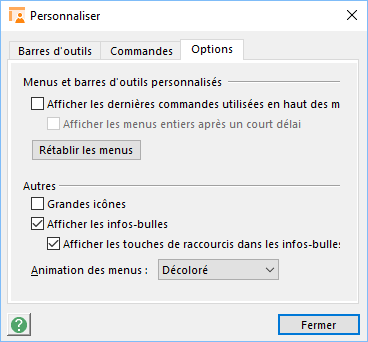 Personnaliser
Barres d'outils
Commandes
Options
Menus et barres d'outils personnalisés
Afficher les dernières commandes utilisées en haut des m
Afficher les menus entiers après un court délai
Rétablir les menus
Autres
Grandes icônes
Afficher les infos-bulles
Afficher les touches de raccourcis dans les infos-bulles
Animation des menus :
Décoloré
Fermer